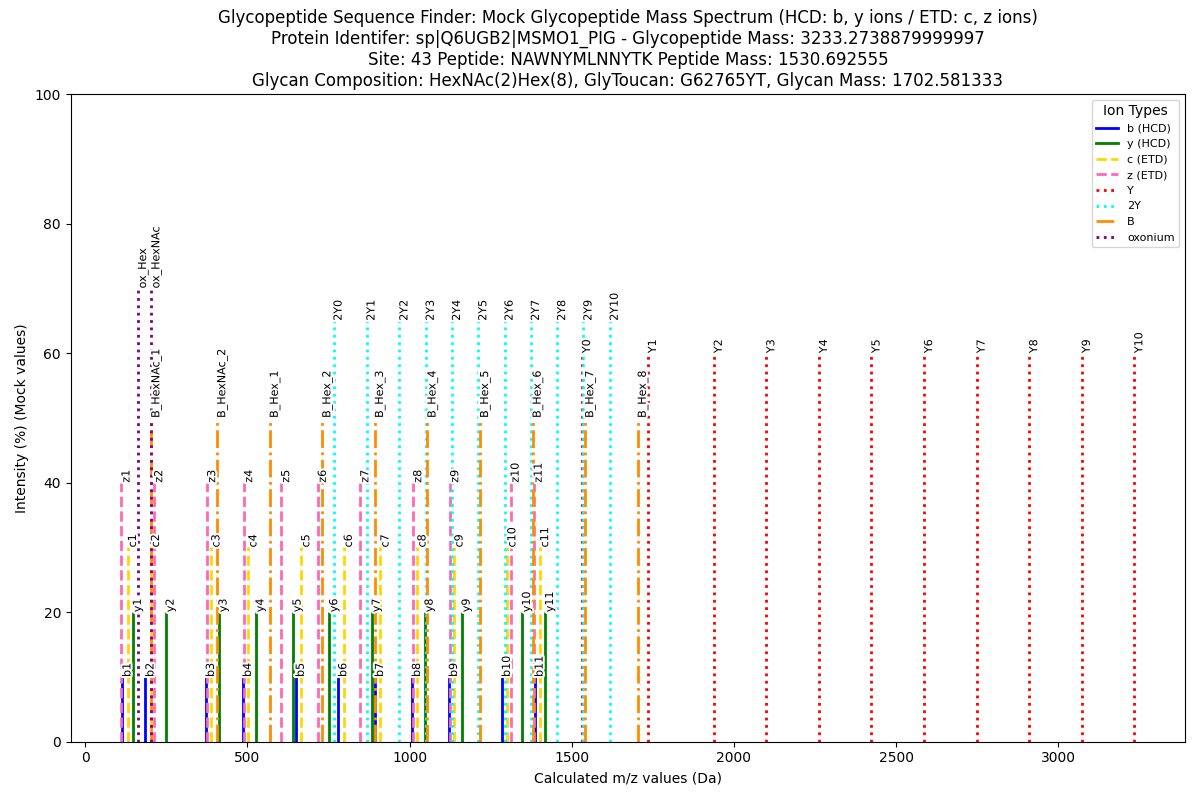 Glycopeptide Sequence Finder: Mock Glycopeptide Mass Spectrum (HCD: b, y ions / ETD: c, z ions)
Protein Identifer: sp|Q6UGB2|MSMO1_PIG - Glycopeptide Mass: 3233.2738879999997
Site: 43 Peptide: NAWNYMLNNYTK Peptide Mass: 1530.692555
Glycan Composition: HexNAc(2)Hex(8), GlyToucan: G62765YT, Glycan Mass: 1702.581333
Ion Types
b (HCD)
y (HCD)
c (ETD)
z (ETD)
Y
2Y
B
oxonium
Intensity (%) (Mock values)
100
80
60
40
20
0
ox_Hex
ox_HexNAc
2Y0
2Y1
2Y2
2Y3
2Y4
2Y5
2Y6
2Y7
2Y8
2Y9
2Y10
Y0
Y1
Y2
Y3
Y4
Y5
Y6
Y7
Y8
Y9
Y10
B_HexNAc_1
B_HexNAc_2
B_Hex_1
B_Hex_2
B_Hex_3
B_Hex_4
B_Hex_5
B_Hex_6
B_Hex_7
B_Hex_8
z1
z2
z3
z4
z5
z6
z7
z8
z9
z10
z11
c1
c2
c3
c4
c5
c6
c7
c8
c9
c10
c11
y1
y2
y3
y4
y5
y6
y7
y8
y9
y10
y11
b1
b2
b3
b4
b5
b6
b7
b8
b9
b10
b11
0
500
1000
1500
2000
2500
3000
Calculated m/z values (Da)